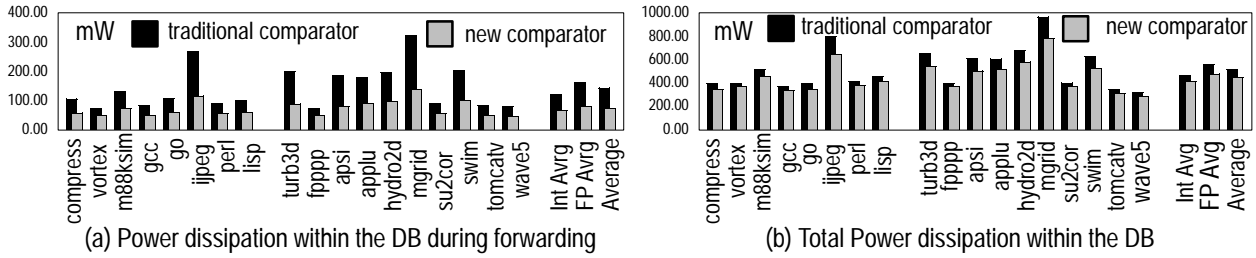 mW traditional comparator new comparator
400.00
300.00
200.00
100.00
0.00
compress
vortex
m88ksim
gcc
go
ijpeg
perl
lisp
turb3d
fpppp
apsi
applu
hydro2d
mgrid
su2cor
swim
tomcatv
wave5
Int Avrg
FP Avrg
Average
(a) Power dissipation within the DB during forwarding
mW traditional comparator new comparator
1000.00
800.00
600.00
400.00
200.00
0.00
compress
vortex
m88ksim
gcc
go
ijpeg
perl
lisp
turb3d
fpppp
apsi
applu
hydro2d
mgrid
su2cor
swim
tomcatv
wave5
Int Avg
FP Avg
Average
(b) Total Power dissipation within the DB